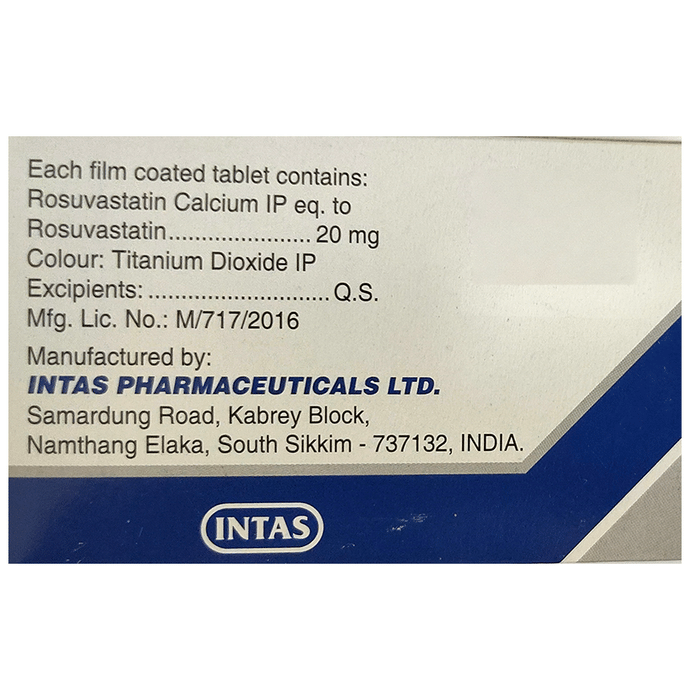 Each film coated tablet contains:
Rosuvastatin Calcium IP eq. to
Rosuvastatin...................... 20 mg
Colour: Titanium Dioxide IP
Excipients: ............................ Q.S.
Mfg. Lic. No.: M/717/2016
Manufactured by:
INTAS PHARMACEUTICALS LTD.
Samardung Road, Kabrey Block,
Namthang Elaka, South Sikkim - 737132, INDIA.
INTAS